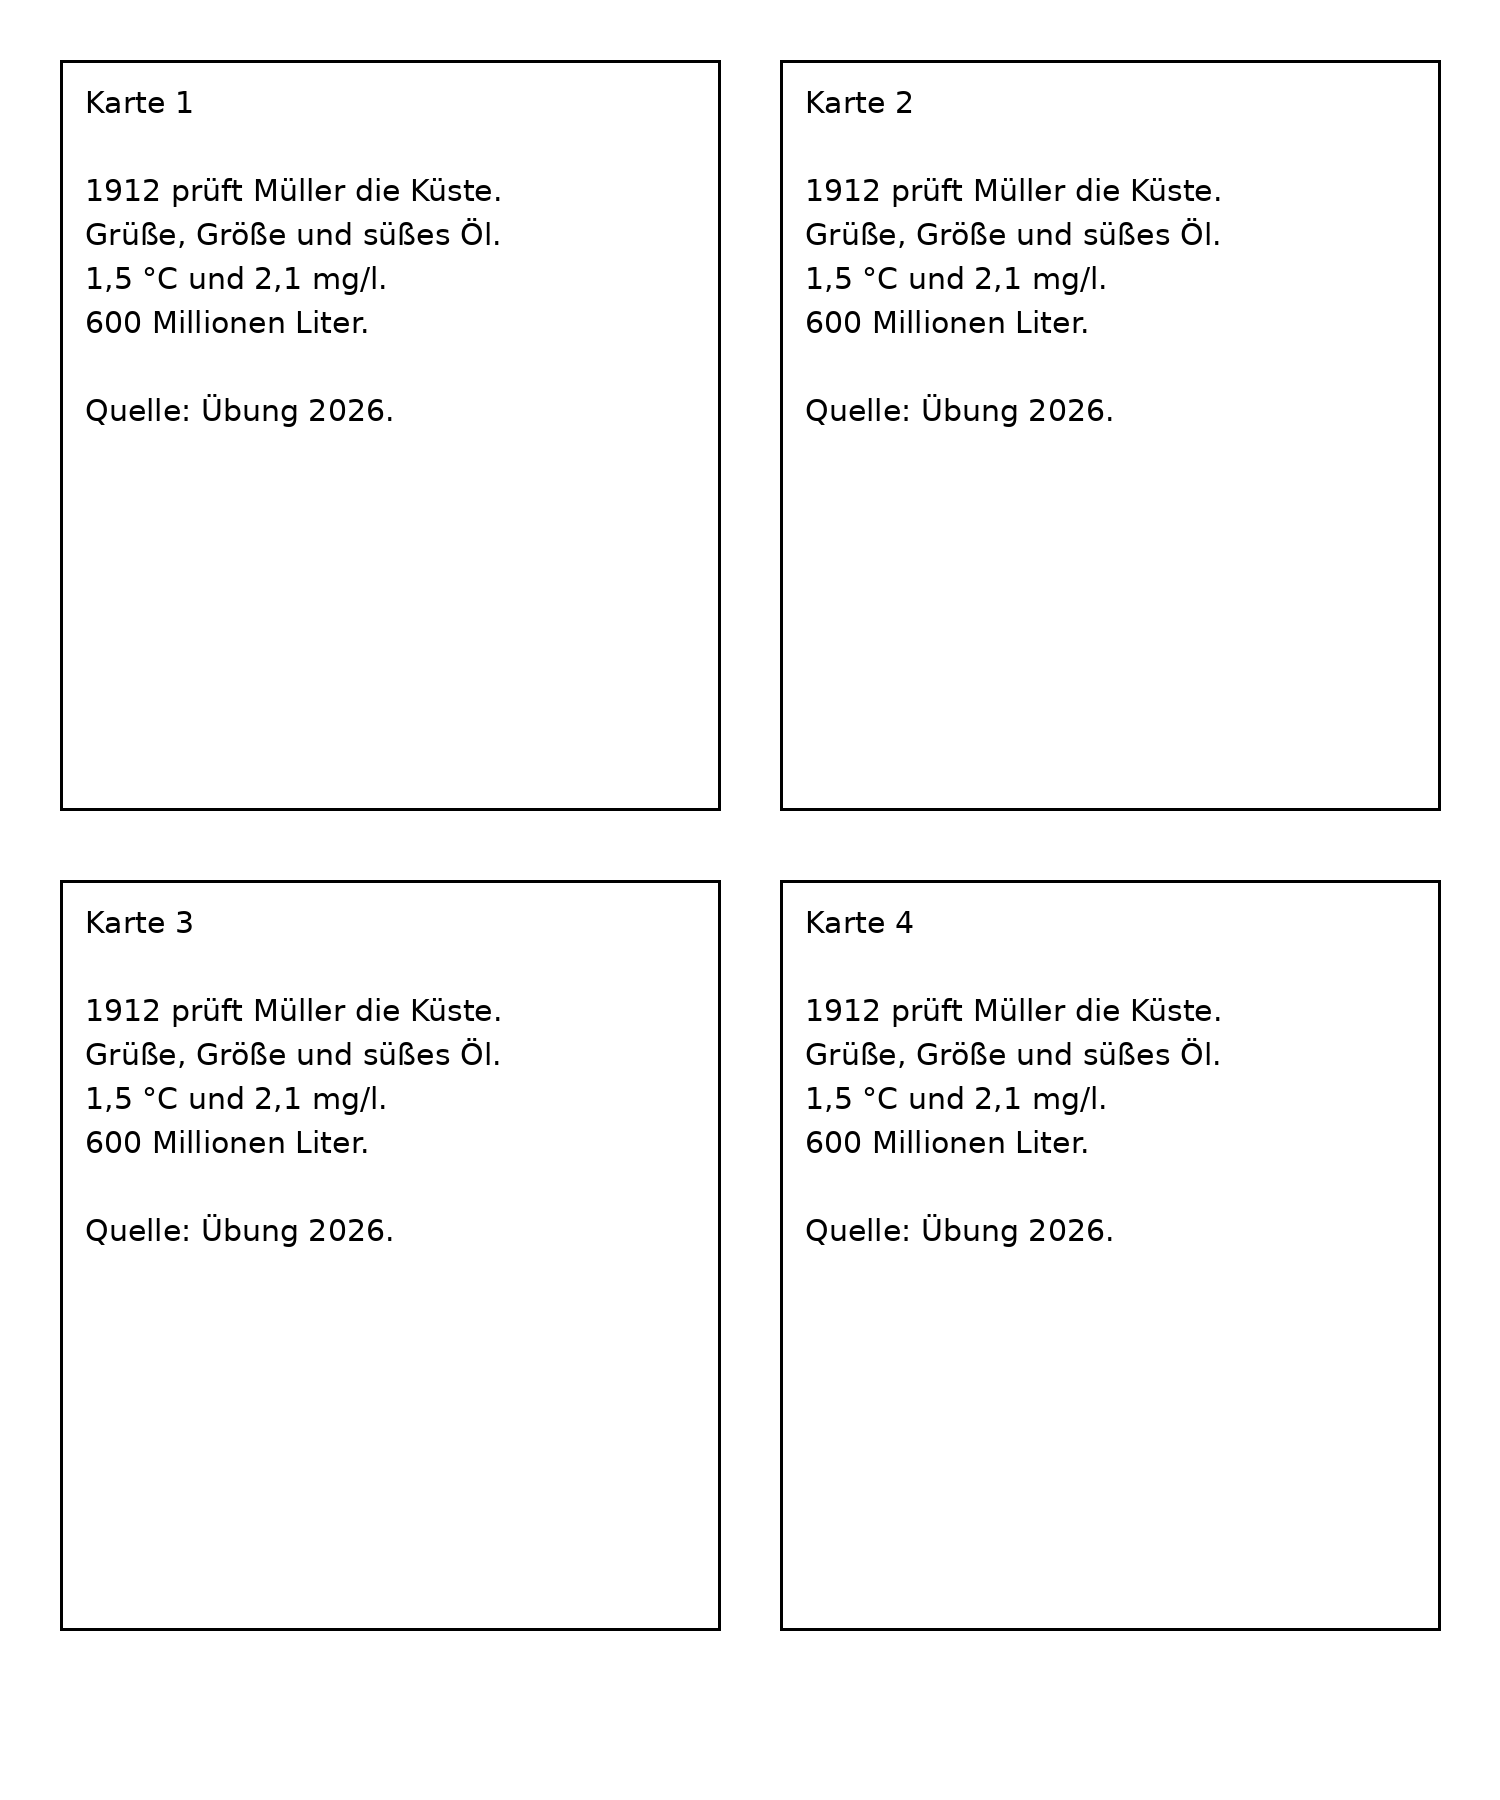 Karte 1
1912 prüft Müller die Küste.
Grüße, Größe und süßes Öl.
1,5 °C und 2,1 mg/l.
600 Millionen Liter.
Quelle: Übung 2026.
Karte 2
1912 prüft Müller die Küste.
Grüße, Größe und süßes Öl.
1,5 °C und 2,1 mg/l.
600 Millionen Liter.
Quelle: Übung 2026.
Karte 3
1912 prüft Müller die Küste.
Grüße, Größe und süßes Öl.
1,5 °C und 2,1 mg/l.
600 Millionen Liter.
Quelle: Übung 2026.
Karte 4
1912 prüft Müller die Küste.
Grüße, Größe und süßes Öl.
1,5 °C und 2,1 mg/l.
600 Millionen Liter.
Quelle: Übung 2026.